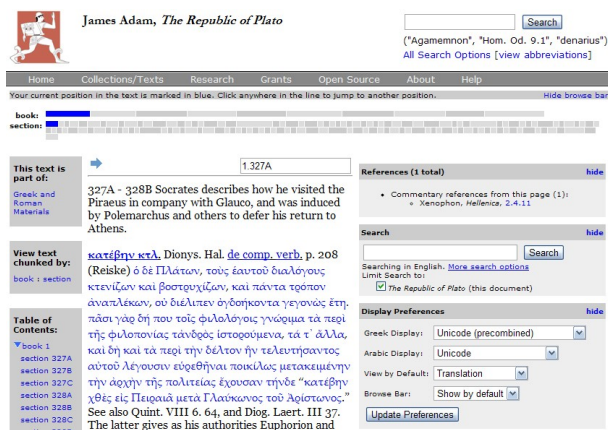 James Adam, The Republic of Plato
Search
("Agamemnon", "Hom. Od. 9.1", "denarius")
All Search Options [view abbreviations]
Home Collections/Texts Research Grants Open Source About Help
Your current position in the text is marked in blue. Click anywhere in the line to jump to another position. Hide browse bar
book:
section:
This text is
part of:
Greek and
Roman
Materials
View text
chunked by:
book : section
Table of
Contents:
book 1
section 327A
section 327B
section 327C
section 328A
section 328B
section 328C
1.327A
327A - 328B Socrates describes how he visited the
Piraeus in company with Glauco, and was induced
by Polemarchus and others to defer his return to
Athens.
κατέβην κτλ. Dionys. Hal. de comp. verb. p. 208
(Reiske) ὁ δὲ Πλάτων, τοὺς ἑαυτοῦ διαλόγους
κτενίζων καὶ βοστρυχίζων, καὶ πάντα τρόπον
ἀναπλέκων, οὐ διέλιπεν ὀγδοήκοντα γεγονὼς ἔτη.
πᾶσι γὰρ δή που τοῖς φιλολόγοις γνώριμα τὰ περὶ
τῆς φιλοπονίας τἀνδρὸς ἱστορούμενα, τά τ᾽ ἄλλα,
καὶ δὴ καὶ τὰ περὶ τὴν δέλτον ἣν τελευτήσαντος
αὐτοῦ λέγουσιν εὑρεθῆναι ποικίλως μετακειμένην
τὴν ἀρχὴν τῆς πολιτείας ἔχουσαν τήνδε “κατέβην
χθὲς εἰς Πειραιᾶ μετὰ Γλαύκωνος τοῦ Ἀρίστωνος.”
See also Quint. VIII 6. 64, and Diog. Laert. III 37.
The latter gives as his authorities Euphorion and
References (1 total) hide
Commentary references from this page (1):
Xenophon, Hellenica, 2.4.11
Search hide
Search
Searching in English. More search options
Limit Search to:
The Republic of Plato (this document)
Display Preferences hide
Greek Display: Unicode (precombined)
Arabic Display: Unicode
View by Default: Translation
Browse Bar: Show by default
Update Preferences